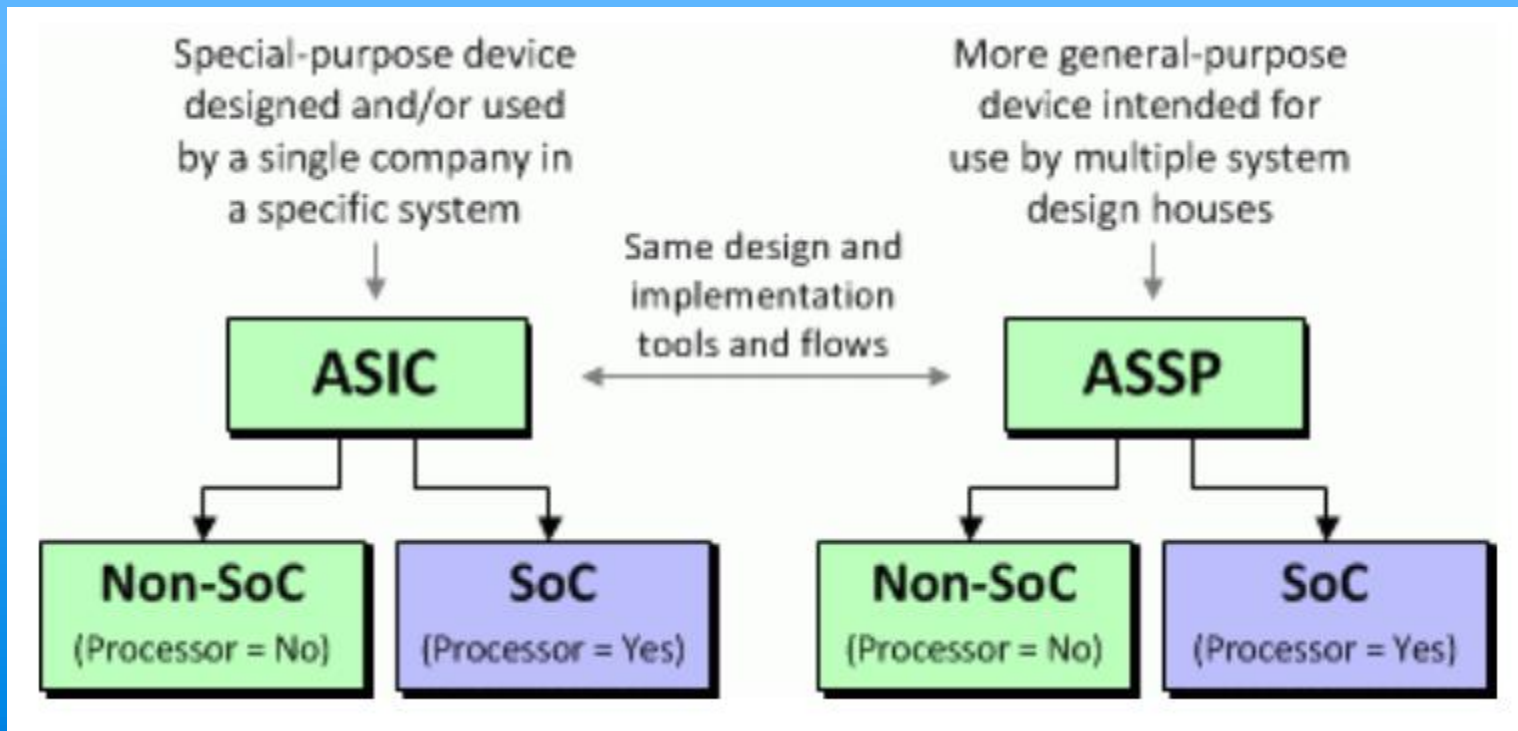 Special-purpose device
designed and/or used
by a single company in
a specific system
More general-purpose
device intended for
use by multiple system
design houses
Same design and
implementation
tools and flows
ASIC
ASSP
Non-SoC
(Processor = No)
SoC
(Processor = Yes)
Non-SoC
(Processor = No)
SoC
(Processor = Yes)